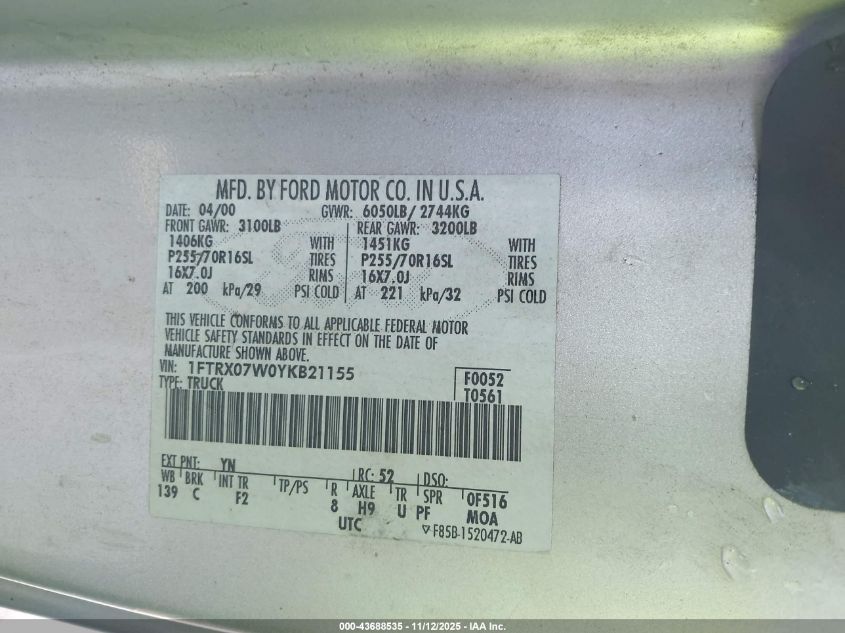 MFD. BY FORD MOTOR CO. IN U.S.A.
DATE: 04/00 GVWR: 6050LB/ 2744KG
FRONT GAWR: 3100LB REAR GAWR: 3200LB
1406KG WITH 1451KG WITH
P255/70R16SL TIRES P255/70R16SL TIRES
16X7.0J RIMS 16X7.0J RIMS
AT 200 kPa/29 PSI COLD AT 221 kPa/32 PSI COLD
THIS VEHICLE CONFORMS TO ALL APPLICABLE FEDERAL MOTOR
VEHICLE SAFETY STANDARDS IN EFFECT ON THE DATE OF
MANUFACTURE SHOWN ABOVE.
VIN: 1FTRX07W0YKB21155 F0052
TYPE: TRUCK T0561
EXT PNT: YN RC: 52 DSO:
WB BRK INT TR TP/PS R AXLE TR SPR 0F516
139 C F2 8 H9 U PF MOA
UTC ▽F85B-1520472-AB
000-43688535 - 11/12/2025 - IAA Inc.